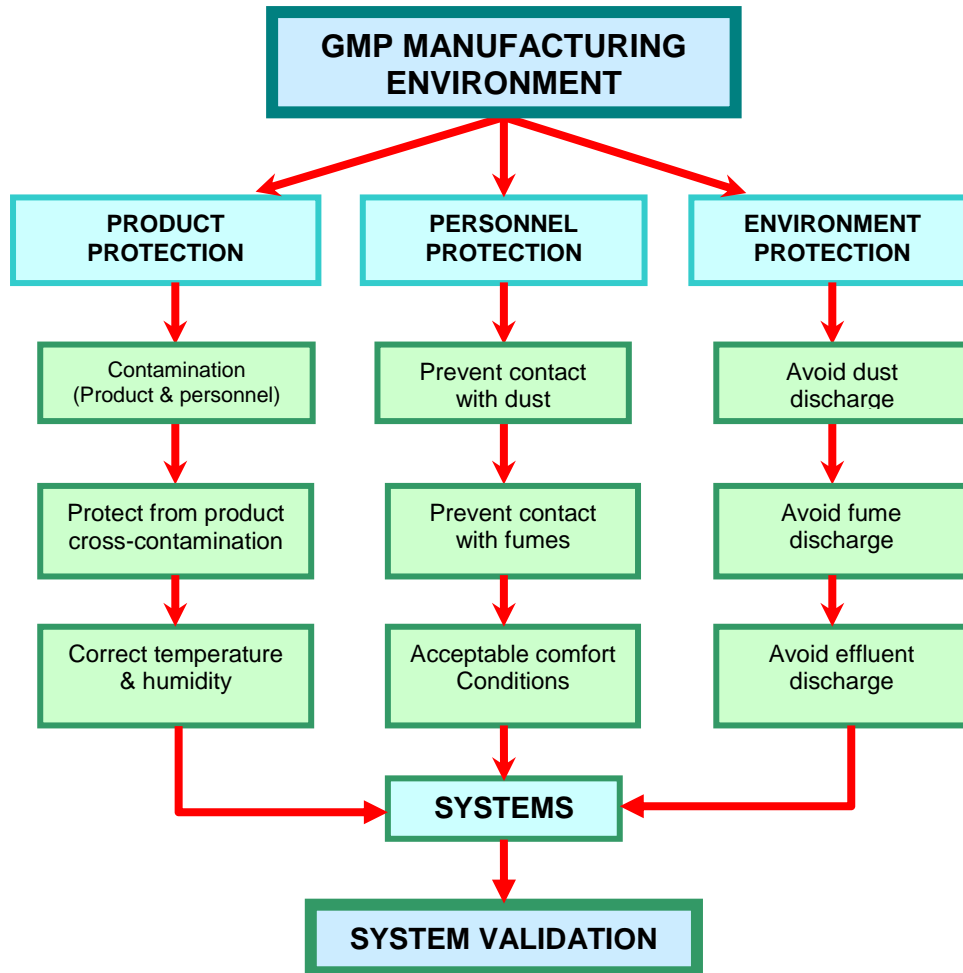 GMP MANUFACTURING
ENVIRONMENT
PRODUCT
PROTECTION
PERSONNEL
PROTECTION
ENVIRONMENT
PROTECTION
Contamination
(Product & personnel)
Prevent contact
with dust
Avoid dust
discharge
Protect from product
cross-contamination
Prevent contact
with fumes
Avoid fume
discharge
Correct temperature
& humidity
Acceptable comfort
Conditions
Avoid effluent
discharge
SYSTEMS
SYSTEM VALIDATION